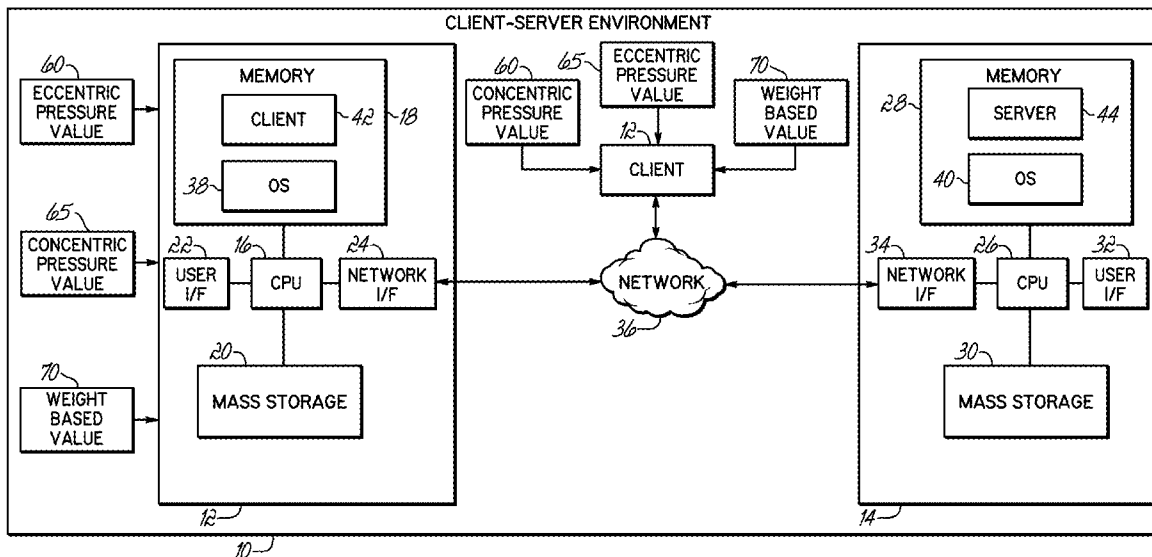 CLIENT-SERVER ENVIRONMENT
60
ECCENTRIC
PRESSURE
VALUE
65
CONCENTRIC
PRESSURE
VALUE
70
WEIGHT
BASED
VALUE
MEMORY
CLIENT
42
18
38
OS
22
USER
I/F
16
CPU
24
NETWORK
I/F
20
MASS STORAGE
12
60
CONCENTRIC
PRESSURE
VALUE
65
ECCENTRIC
PRESSURE
VALUE
70
WEIGHT
BASED
VALUE
12
CLIENT
NETWORK
36
MEMORY
28
SERVER
44
40
OS
34
NETWORK
I/F
26
CPU
32
USER
I/F
30
MASS STORAGE
14
10